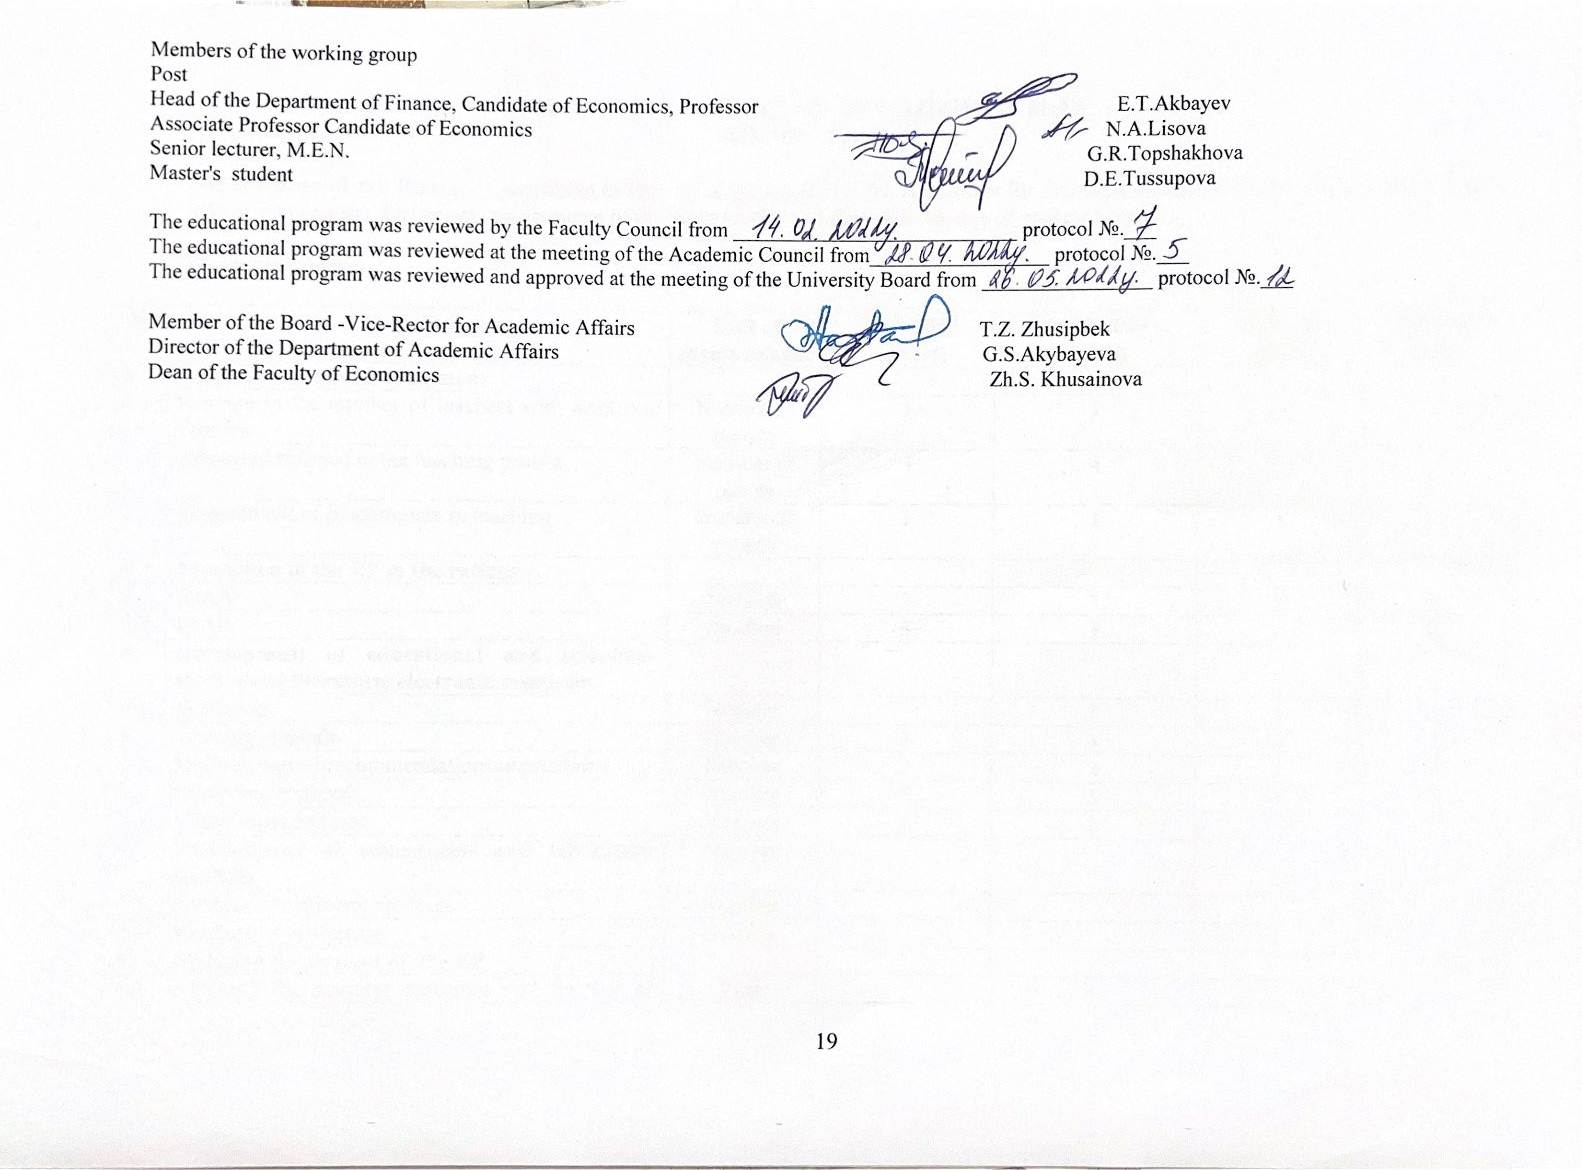 Members of the working group
Post
Head of the Department of Finance, Candidate of Economics, Professor E.T.Akbayev
Associate Professor Candidate of Economics N.A.Lisova
Senior lecturer, M.E.N. G.R.Topshakhova
Master's student D.E.Tussupova
The educational program was reviewed by the Faculty Council from 14.02.2022y. protocol №. 7
The educational program was reviewed at the meeting of the Academic Council from 28.04.2022y. protocol №. 5
The educational program was reviewed and approved at the meeting of the University Board from 26.05.2022y. protocol №. 12
Member of the Board -Vice-Rector for Academic Affairs T.Z. Zhusipbek
Director of the Department of Academic Affairs G.S.Akybayeva
Dean of the Faculty of Economics Zh.S. Khusainova
19